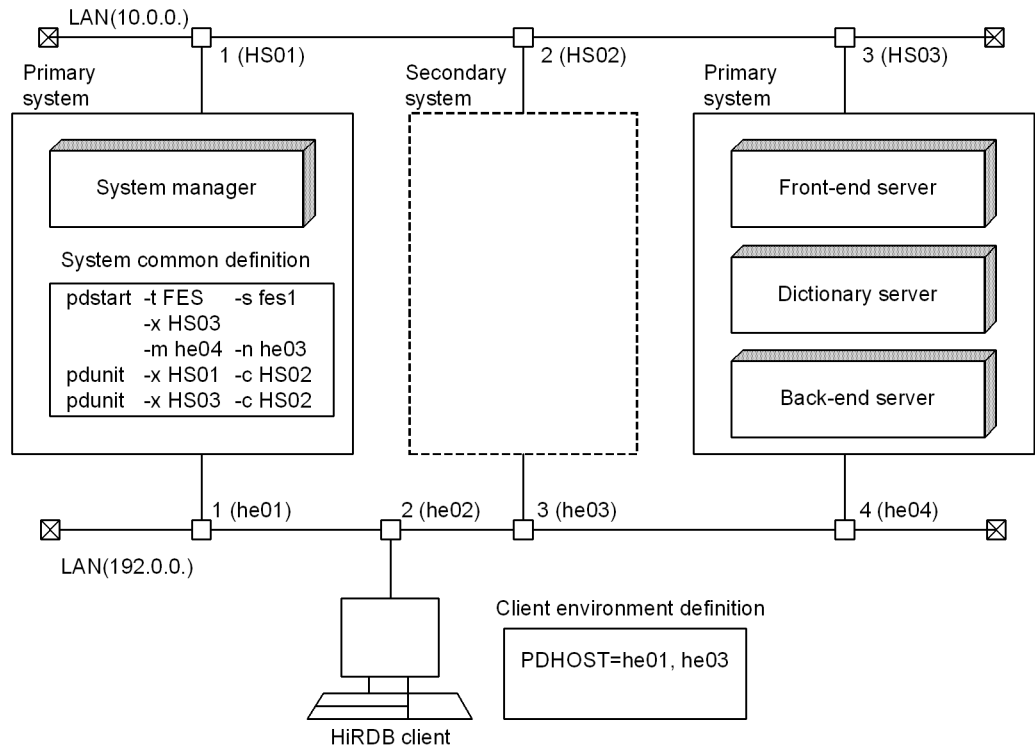 LAN(10.0.0.)
1 (HS01)
2 (HS02)
3 (HS03)
Primary
system
Secondary
system
Primary
system
System manager
System common definition
pdstart -t FES -s fes1
-x HS03
-m he04 -n he03
pdunit -x HS01 -c HS02
pdunit -x HS03 -c HS02
Front-end server
Dictionary server
Back-end server
1 (he01)
2 (he02)
3 (he03)
4 (he04)
LAN(192.0.0.)
Client environment definition
PDHOST=he01, he03
HiRDB client